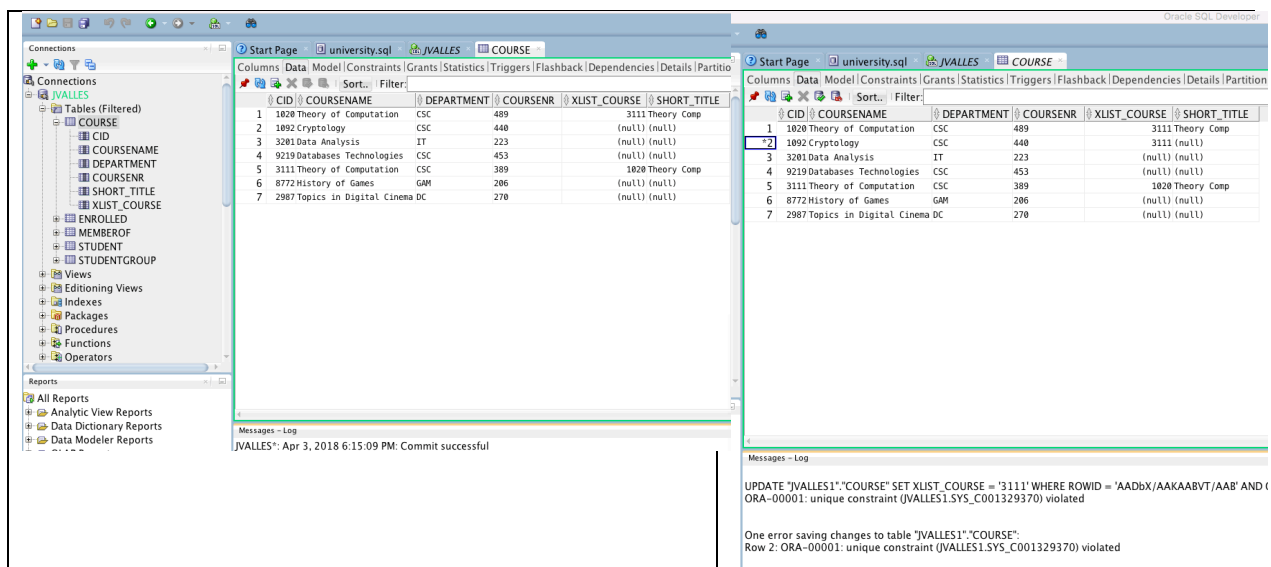 Connections
Connections
JVALLES
Tables (Filtered)
COURSE
CID
COURSENAME
DEPARTMENT
COURSENR
SHORT_TITLE
XLIST_COURSE
ENROLLED
MEMBEROF
STUDENT
STUDENTGROUP
Views
Editioning Views
Indexes
Packages
Procedures
Functions
Operators
Reports
All Reports
Analytic View Reports
Data Dictionary Reports
Data Modeler Reports
Start Page university.sql JVALLES COURSE
Columns Data Model Constraints Grants Statistics Triggers Flashback Dependencies Details Partitio
Sort.. Filter:
CID COURSENAME DEPARTMENT COURSENR XLIST_COURSE SHORT_TITLE
1 1020 Theory of Computation CSC 489 3111 Theory Comp
2 1092 Cryptology CSC 440 (null) (null)
3 3201 Data Analysis IT 223 (null) (null)
4 9219 Databases Technologies CSC 453 (null) (null)
5 3111 Theory of Computation CSC 389 1020 Theory Comp
6 8772 History of Games GAM 206 (null) (null)
7 2987 Topics in Digital Cinema DC 270 (null) (null)
Messages - Log
JVALLES*: Apr 3, 2018 6:15:09 PM: Commit successful
Oracle SQL Developer
Start Page university.sql JVALLES COURSE
Columns Data Model Constraints Grants Statistics Triggers Flashback Dependencies Details Partition
Sort.. Filter:
CID COURSENAME DEPARTMENT COURSENR XLIST_COURSE SHORT_TITLE
1 1020 Theory of Computation CSC 489 3111 Theory Comp
*2 1092 Cryptology CSC 440 3111 (null)
3 3201 Data Analysis IT 223 (null) (null)
4 9219 Databases Technologies CSC 453 (null) (null)
5 3111 Theory of Computation CSC 389 1020 Theory Comp
6 8772 History of Games GAM 206 (null) (null)
7 2987 Topics in Digital Cinema DC 270 (null) (null)
Messages - Log
UPDATE "JVALLES1"."COURSE" SET XLIST_COURSE = '3111' WHERE ROWID = 'AADbX/AAKAABVT/AAB' AND
ORA-00001: unique constraint (JVALLES1.SYS_C001329370) violated
One error saving changes to table "JVALLES1"."COURSE":
Row 2: ORA-00001: unique constraint (JVALLES1.SYS_C001329370) violated